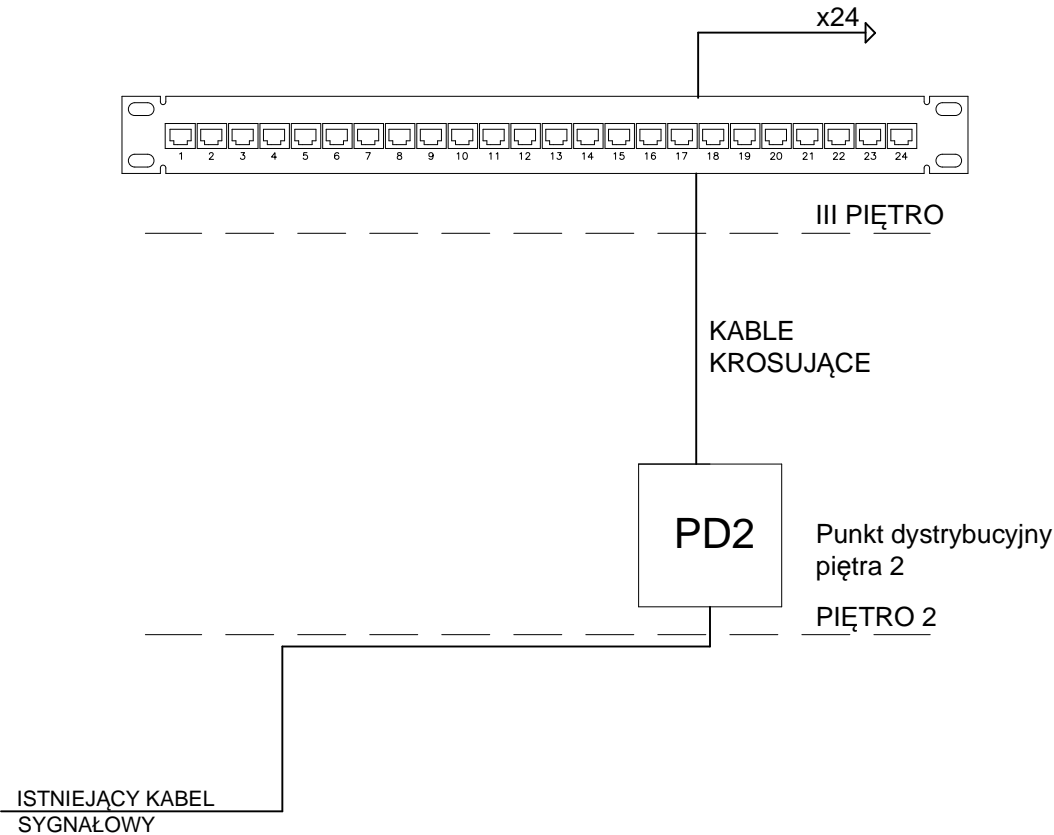 x24
1 2 3 4 5 6 7 8 9 10 11 12 13 14 15 16 17 18 19 20 21 22 23 24
III PIĘTRO
KABLE
KROSUJĄCE
PD2
Punkt dystrybucyjny
piętra 2
PIĘTRO 2
ISTNIEJĄCY KABEL
SYGNAŁOWY